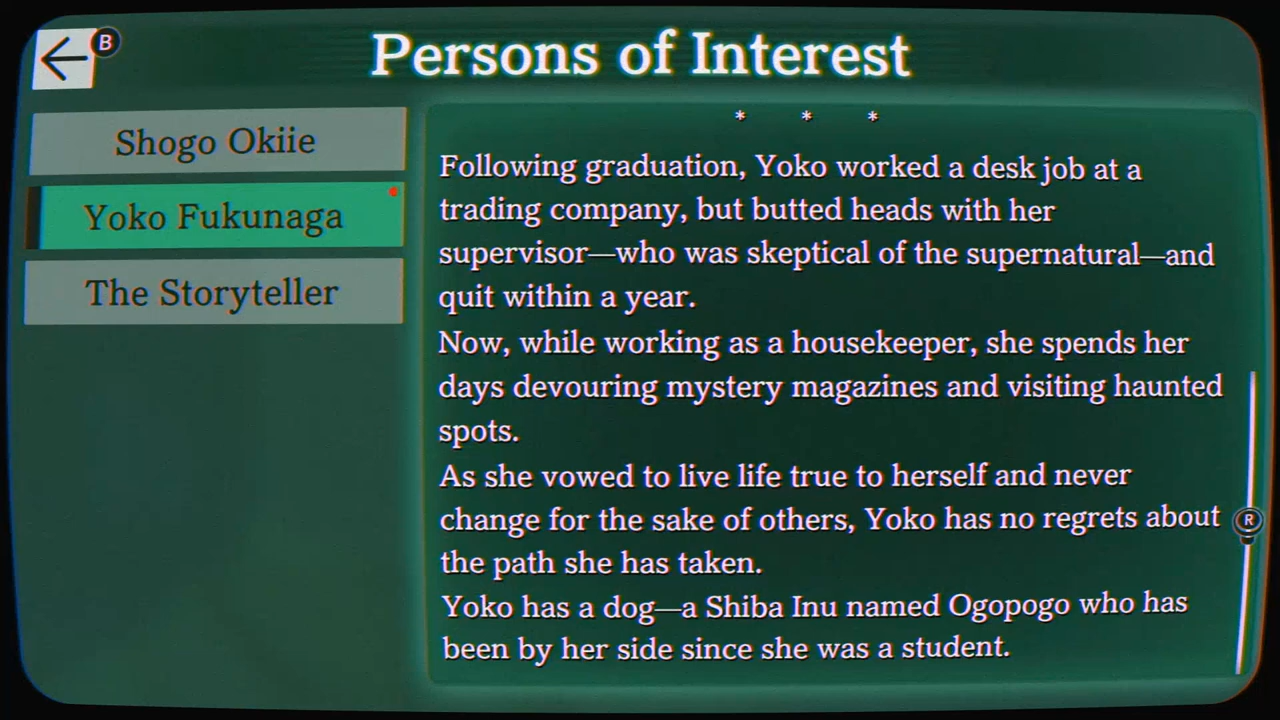 B
Persons of Interest
Shogo Okiie
Yoko Fukunaga
The Storyteller
* * *
Following graduation, Yoko worked a desk job at a
trading company, but butted heads with her
supervisor—who was skeptical of the supernatural—and
quit within a year.
Now, while working as a housekeeper, she spends her
days devouring mystery magazines and visiting haunted
spots.
As she vowed to live life true to herself and never
change for the sake of others, Yoko has no regrets about
the path she has taken.
Yoko has a dog—a Shiba Inu named Ogopogo who has
been by her side since she was a student.
R